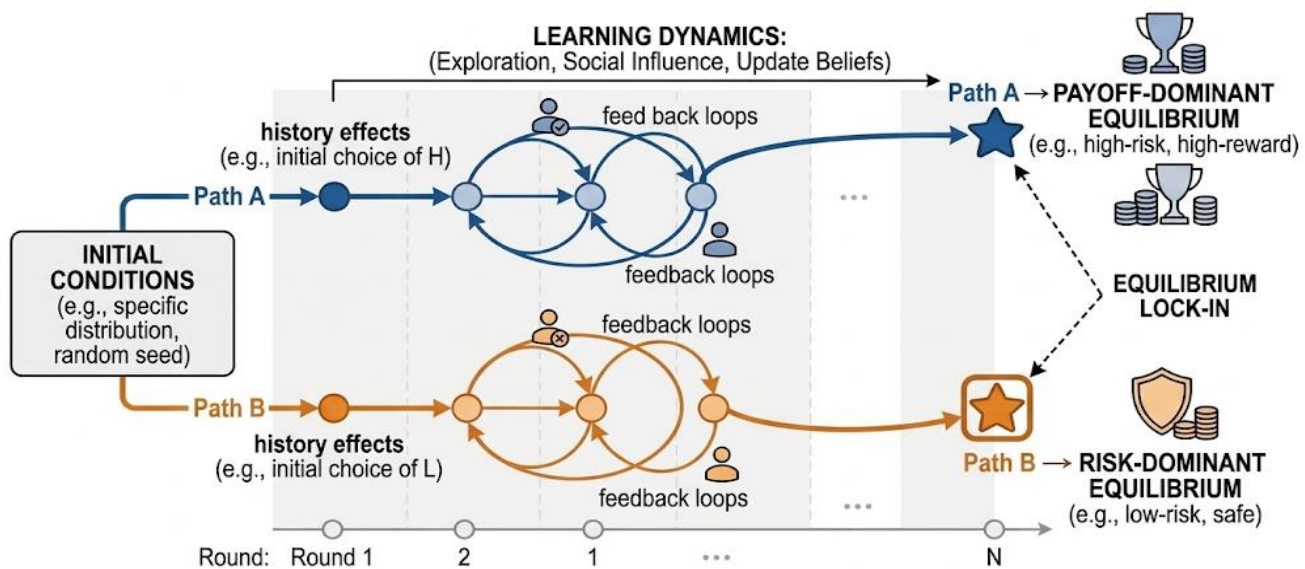 LEARNING DYNAMICS:
(Exploration, Social Influence, Update Beliefs)
Path A → PAYOFF-DOMINANT
EQUILIBRIUM
(e.g., high-risk, high-reward)
history effects
(e.g., initial choice of H)
feed back loops
Path A
...
feedback loops
INITIAL
CONDITIONS
(e.g., specific
distribution,
random seed)
EQUILIBRIUM
LOCK-IN
feedback loops
Path B
history effects
(e.g., initial choice of L)
feedback loops
Path B → RISK-DOMINANT
EQUILIBRIUM
(e.g., low-risk, safe)
...
Round: Round 1 2 1 ... N